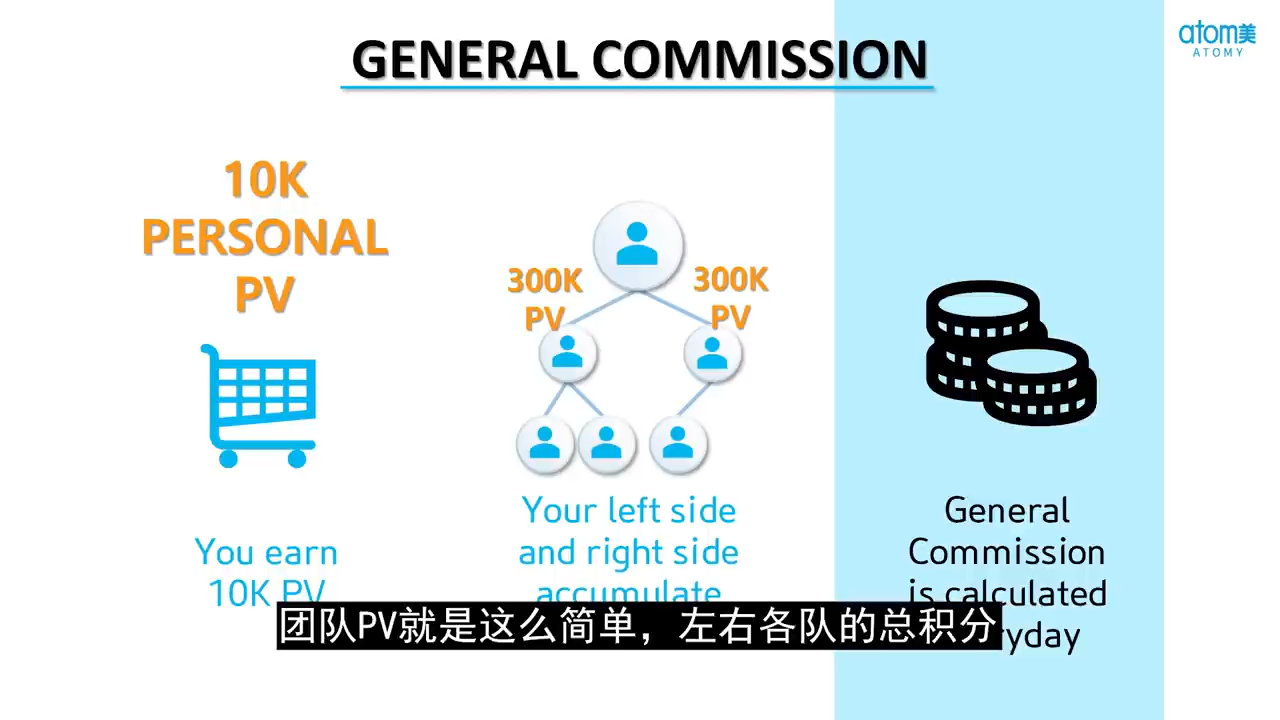 GENERAL COMMISSION
atom美
ATOMY
10K
PERSONAL
PV
300K
PV
300K
PV
You earn
10K PV
Your left side
and right side
accumulate
General
Commission
is calculated
团队PV就是这么简单，左右各队的总积分